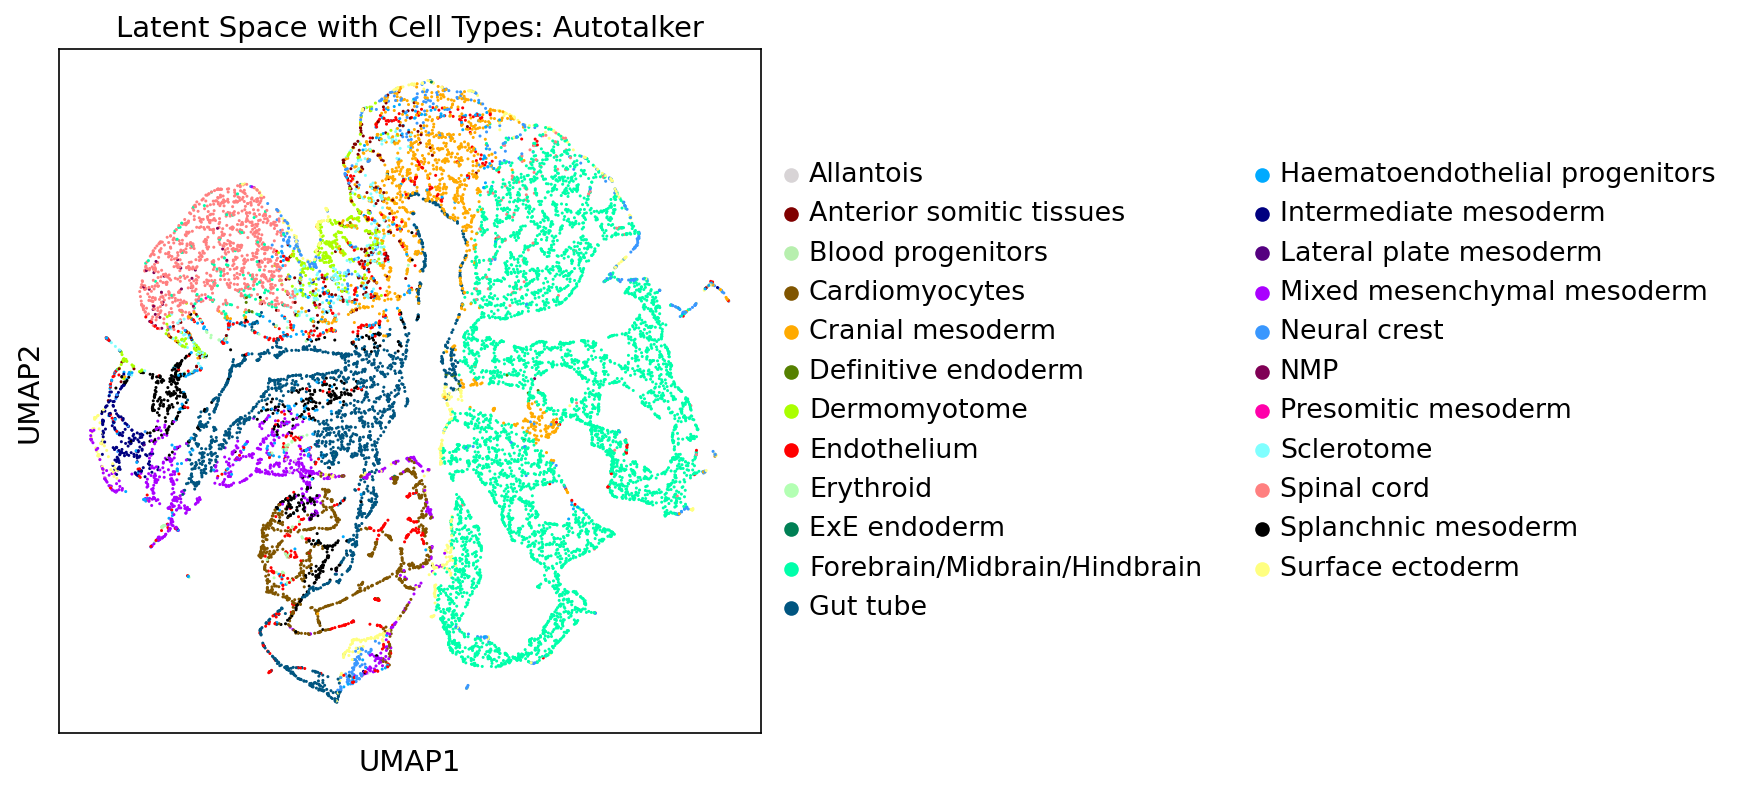 Latent Space with Cell Types: Autotalker
UMAP2
UMAP1
Allantois
Anterior somitic tissues
Blood progenitors
Cardiomyocytes
Cranial mesoderm
Definitive endoderm
Dermomyotome
Endothelium
Erythroid
ExE endoderm
Forebrain/Midbrain/Hindbrain
Gut tube
Haematoendothelial progenitors
Intermediate mesoderm
Lateral plate mesoderm
Mixed mesenchymal mesoderm
Neural crest
NMP
Presomitic mesoderm
Sclerotome
Spinal cord
Splanchnic mesoderm
Surface ectoderm